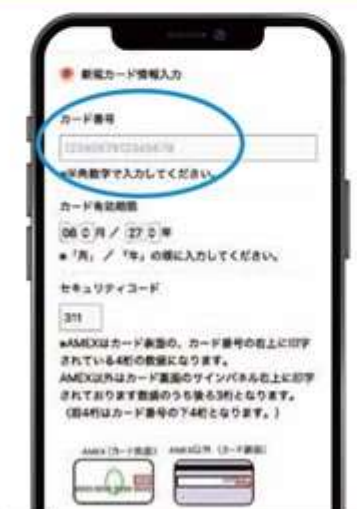 新規カード情報入力
カード番号
1234567812345678
*半角数字で入力してください。
カード有効期限
06 月 / 27 年
*「月」 / 「年」の順に入力してください。
セキュリティコード
311
*AMEXはカード表面の、カード番号の右上に印字
されている4桁の数値になります。
AMEX以外はカード裏面のサインパネル右上に印字
されております数値のうち後ろ3桁となります。
(前4桁はカード番号の下4桁となります。)
AMEX (カード表面) AMEX以外 (カード裏面)